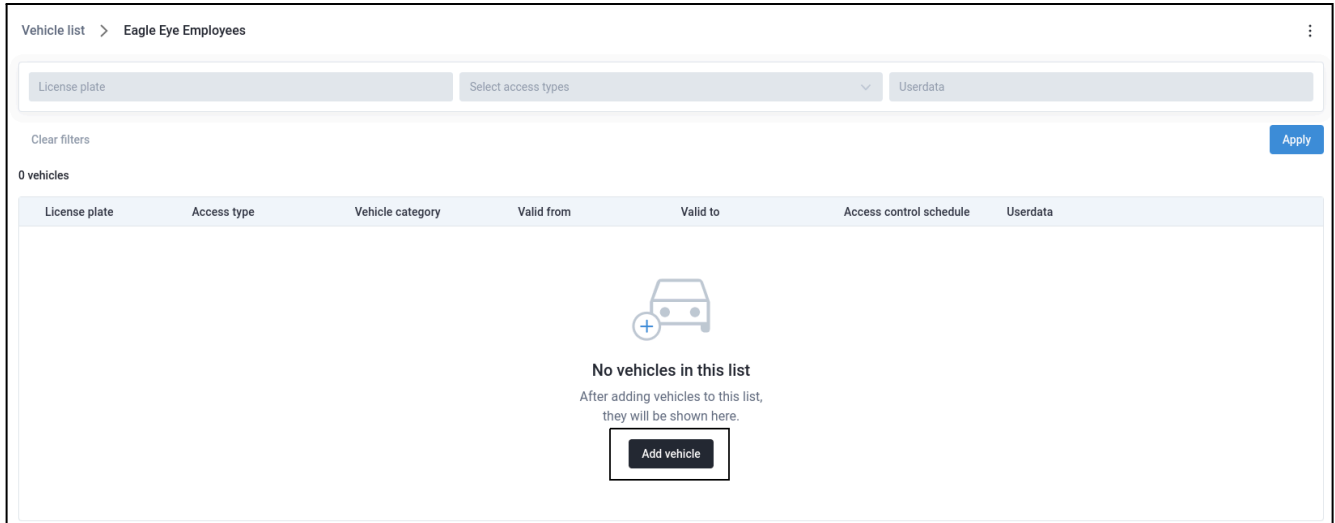 Vehicle list > Eagle Eye Employees
License plate Select access types Userdata
Clear filters Apply
0 vehicles
License plate Access type Vehicle category Valid from Valid to Access control schedule Userdata
No vehicles in this list
After adding vehicles to this list,
they will be shown here.
Add vehicle